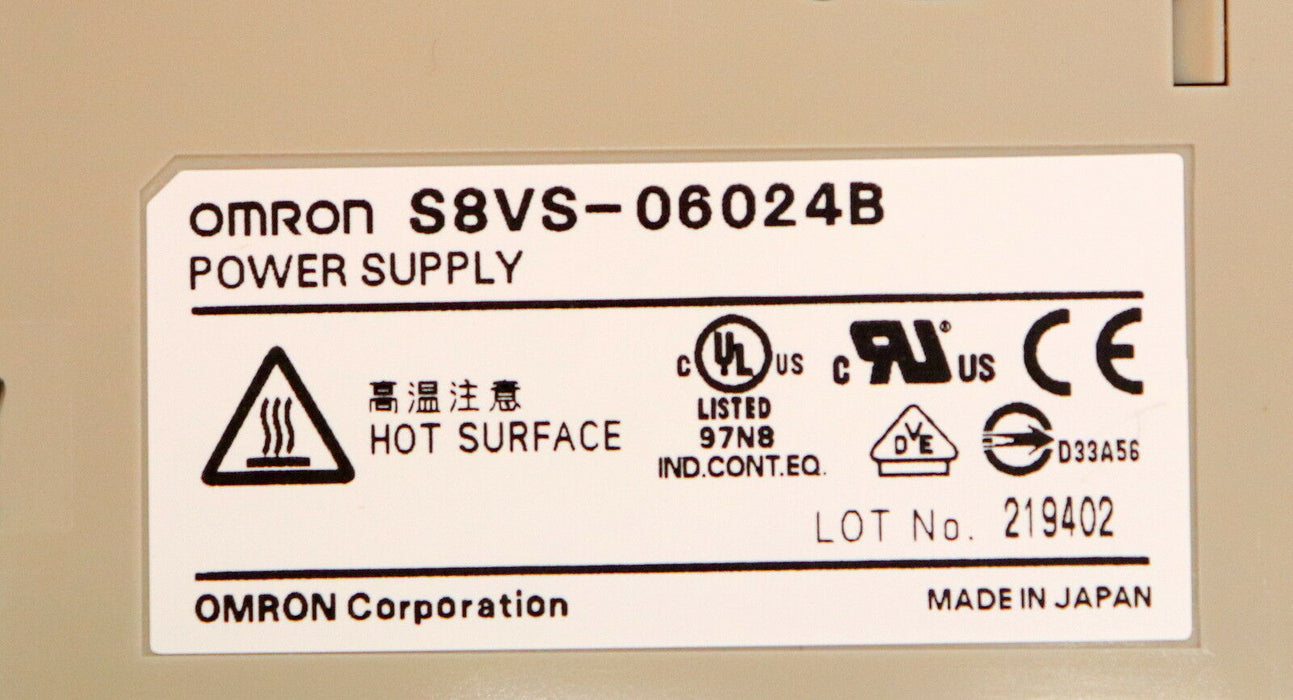 OMRON S8VS-06024B
POWER SUPPLY
高温注意
HOT SURFACE
C UL US
LISTED
97N8
IND.CONT.EQ.
C RU ® US
CE
DVE
D33A56
LOT No. 219402
OMRON Corporation
MADE IN JAPAN